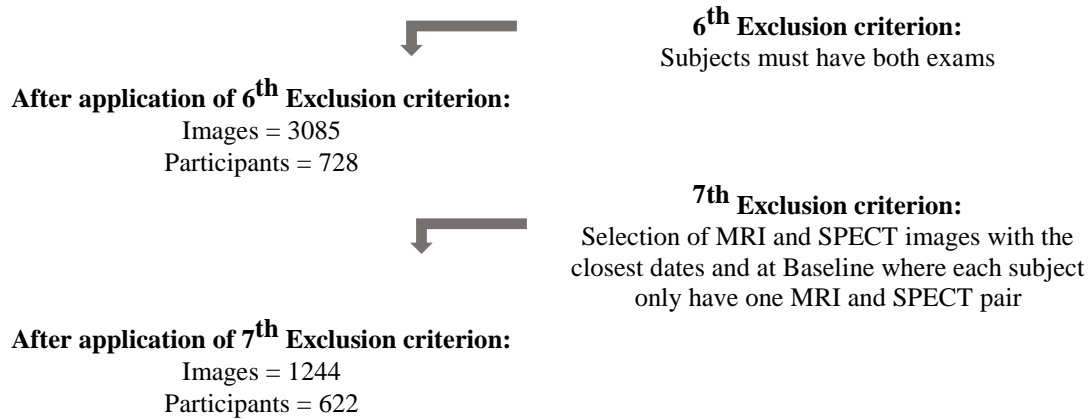 6th Exclusion criterion:
Subjects must have both exams
After application of 6th Exclusion criterion:
Images = 3085
Participants = 728
7th Exclusion criterion:
Selection of MRI and SPECT images with the
closest dates and at Baseline where each subject
only have one MRI and SPECT pair
After application of 7th Exclusion criterion:
Images = 1244
Participants = 622